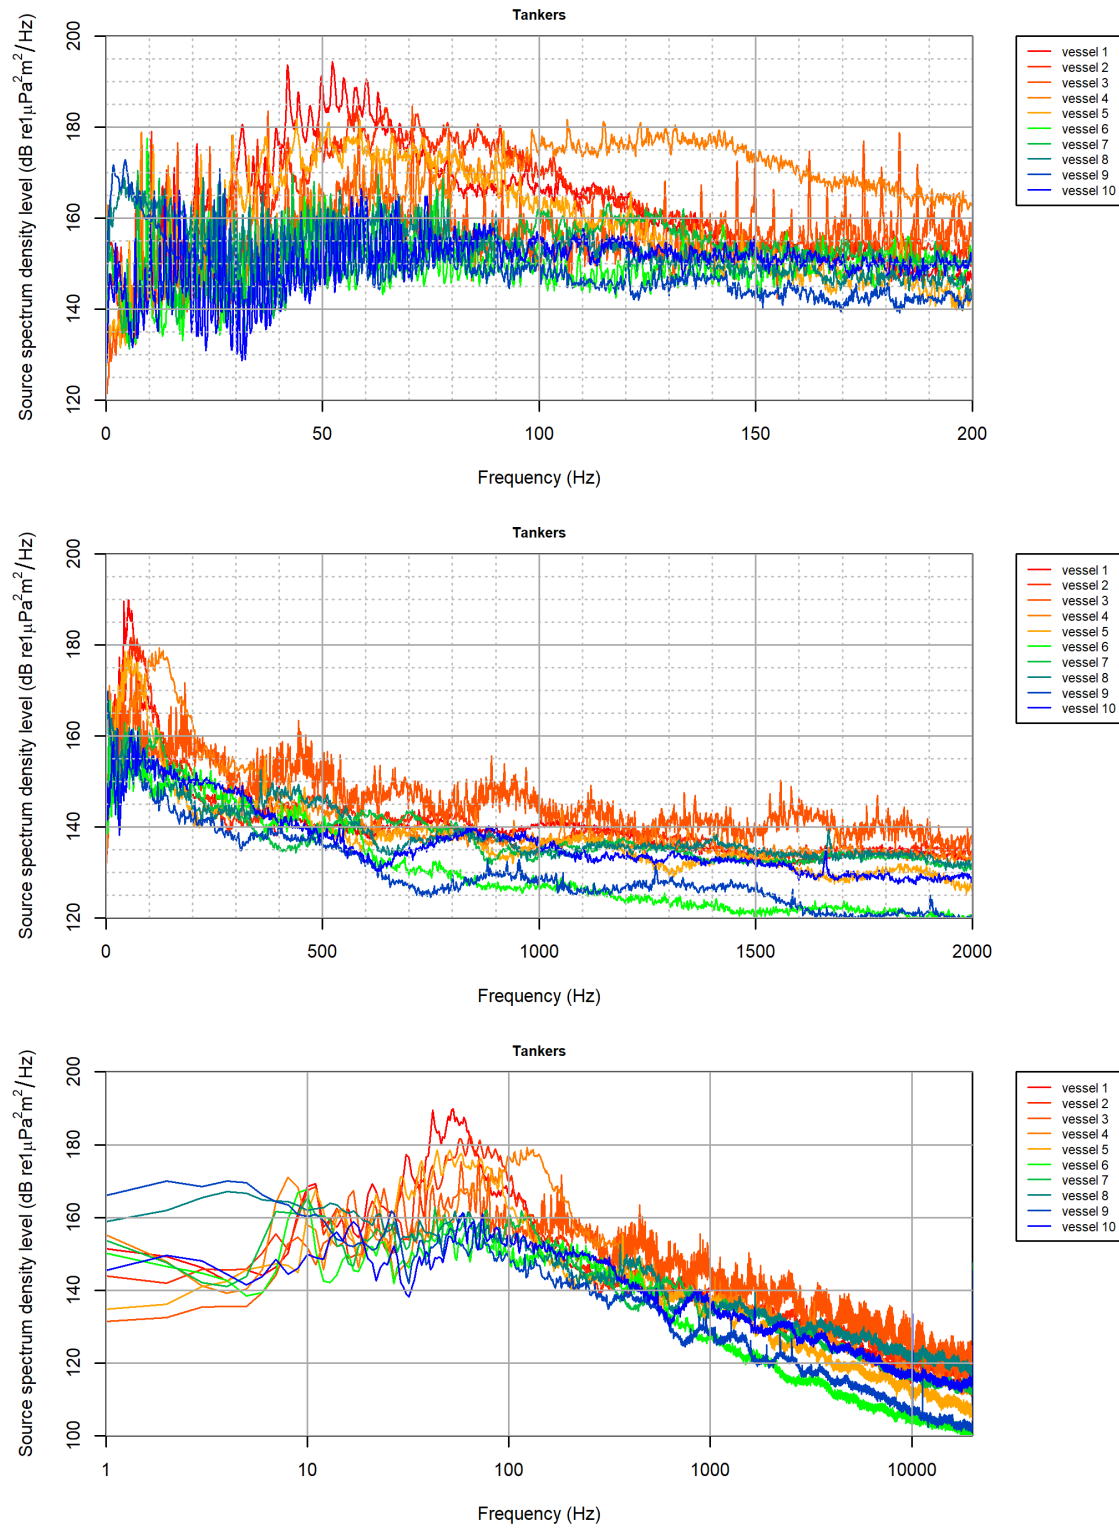 Tankers
Source spectrum density level (dB re1μPa²m²/Hz)
200
180
160
140
120
0
50
100
150
200
Frequency (Hz)
vessel 1
vessel 2
vessel 3
vessel 4
vessel 5
vessel 6
vessel 7
vessel 8
vessel 9
vessel 10
Tankers
Source spectrum density level (dB re1μPa²m²/Hz)
200
180
160
140
120
0
500
1000
1500
2000
Frequency (Hz)
vessel 1
vessel 2
vessel 3
vessel 4
vessel 5
vessel 6
vessel 7
vessel 8
vessel 9
vessel 10
Tankers
Source spectrum density level (dB re1μPa²m²/Hz)
200
180
160
140
120
100
1
10
100
1000
10000
Frequency (Hz)
vessel 1
vessel 2
vessel 3
vessel 4
vessel 5
vessel 6
vessel 7
vessel 8
vessel 9
vessel 10